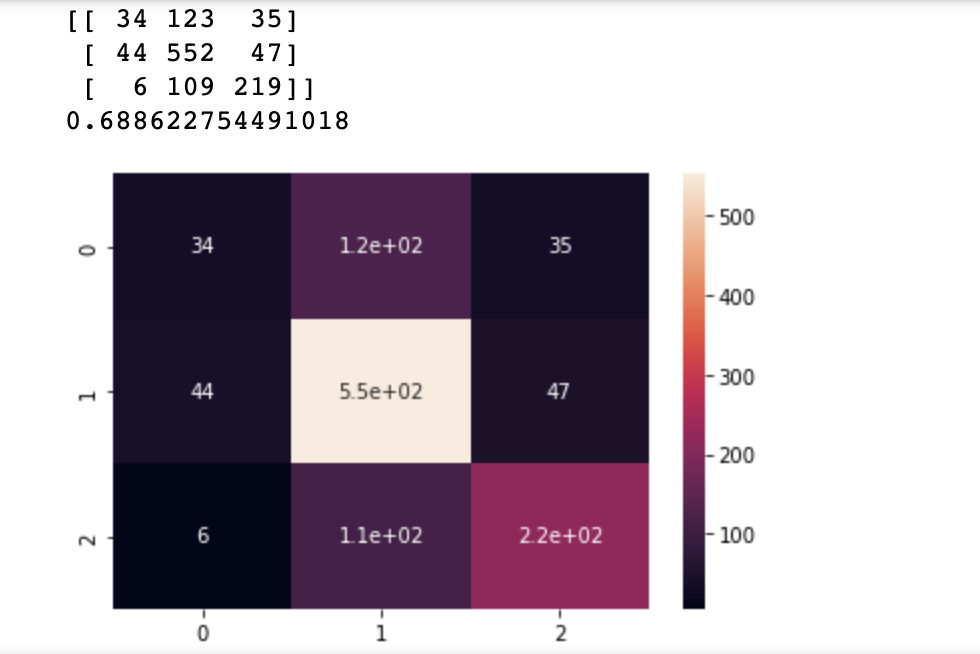 [[ 34 123  35]
 [ 44 552  47]
 [  6 109 219]]
0.688622754491018
0 34 1.2e+02 35
1 44 5.5e+02 47
2 6 1.1e+02 2.2e+02
0 1 2
500
400
300
200
100